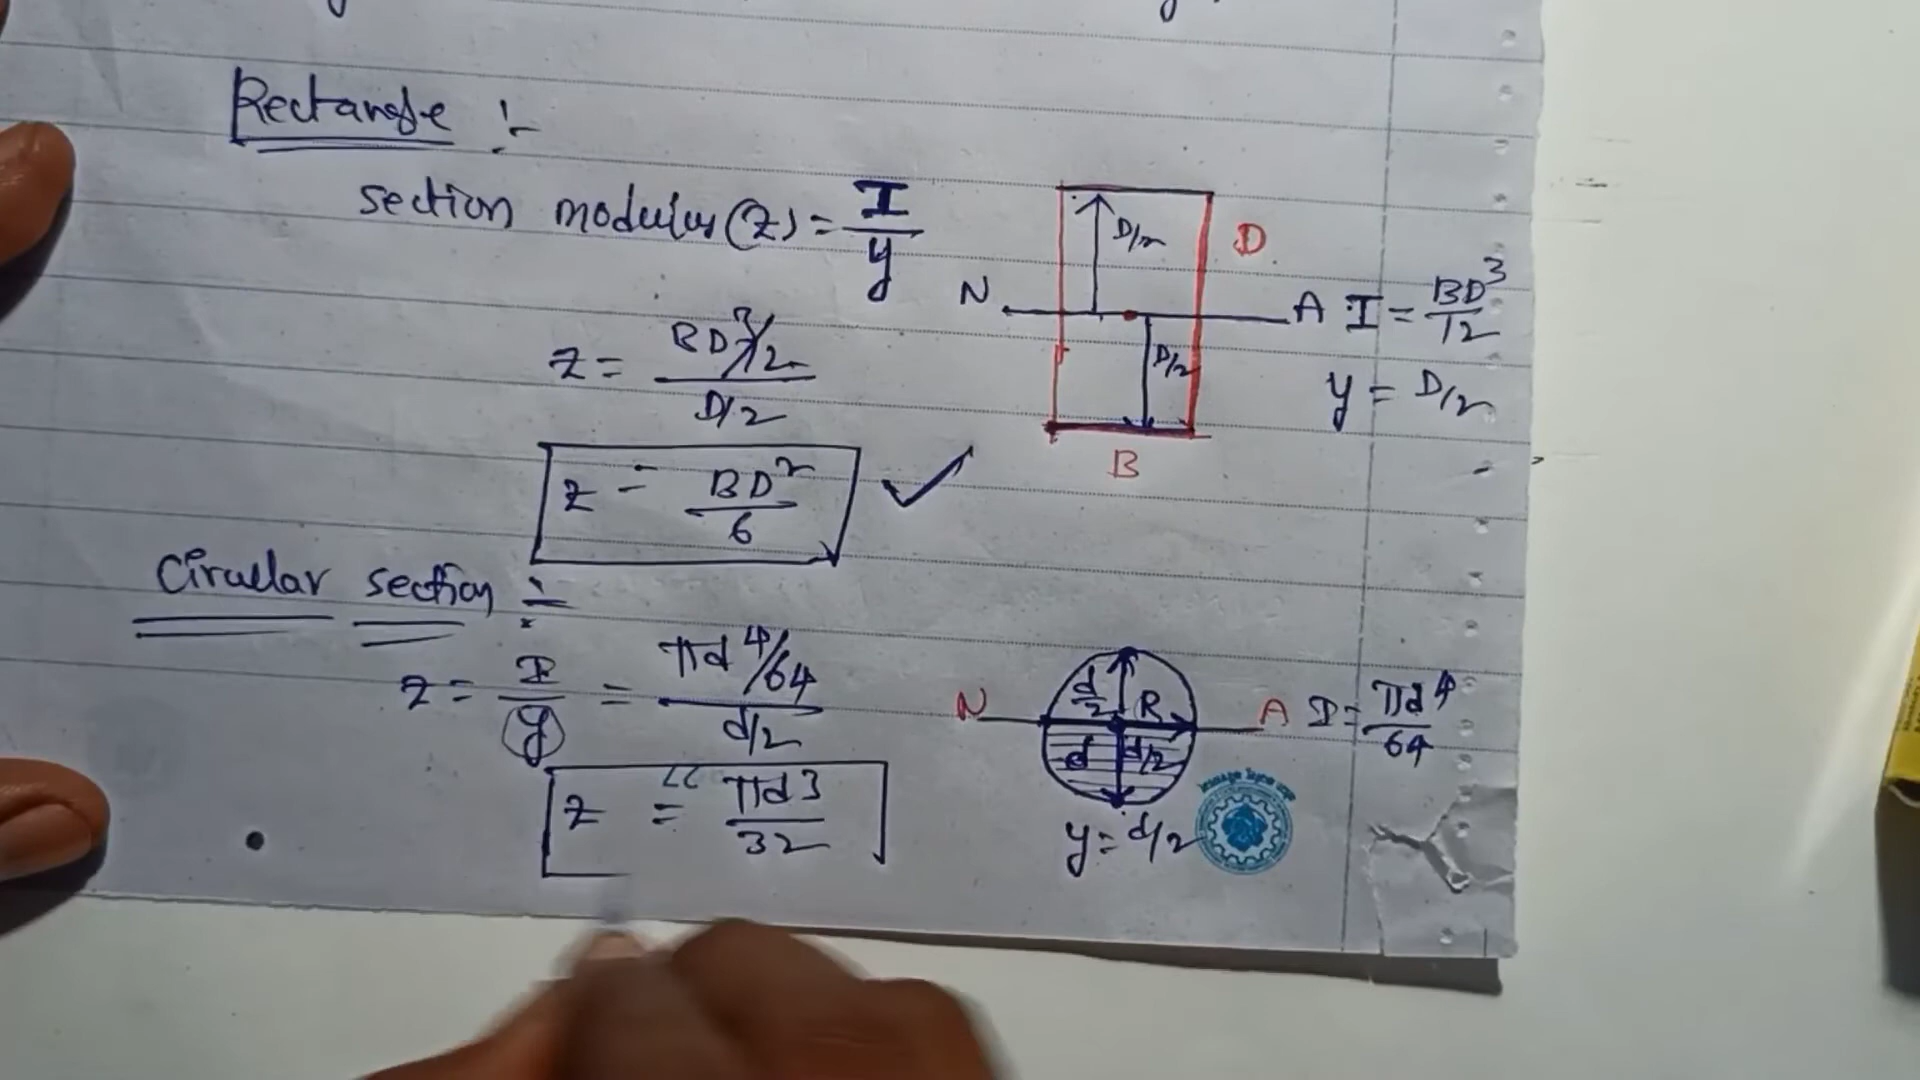 Rectangle :-
section modulus (z) = I/y
D/2
D
N
A
I = BD³/12
z = BD³/12 / D/2
D/2
y = D/2
z = BD²/6
B
Circular section :-
z = I/y = πd⁴/64 / d/2
d/2
R
N
A
I = πd⁴/64
d
d/2
z = πd³/32
y = d/2